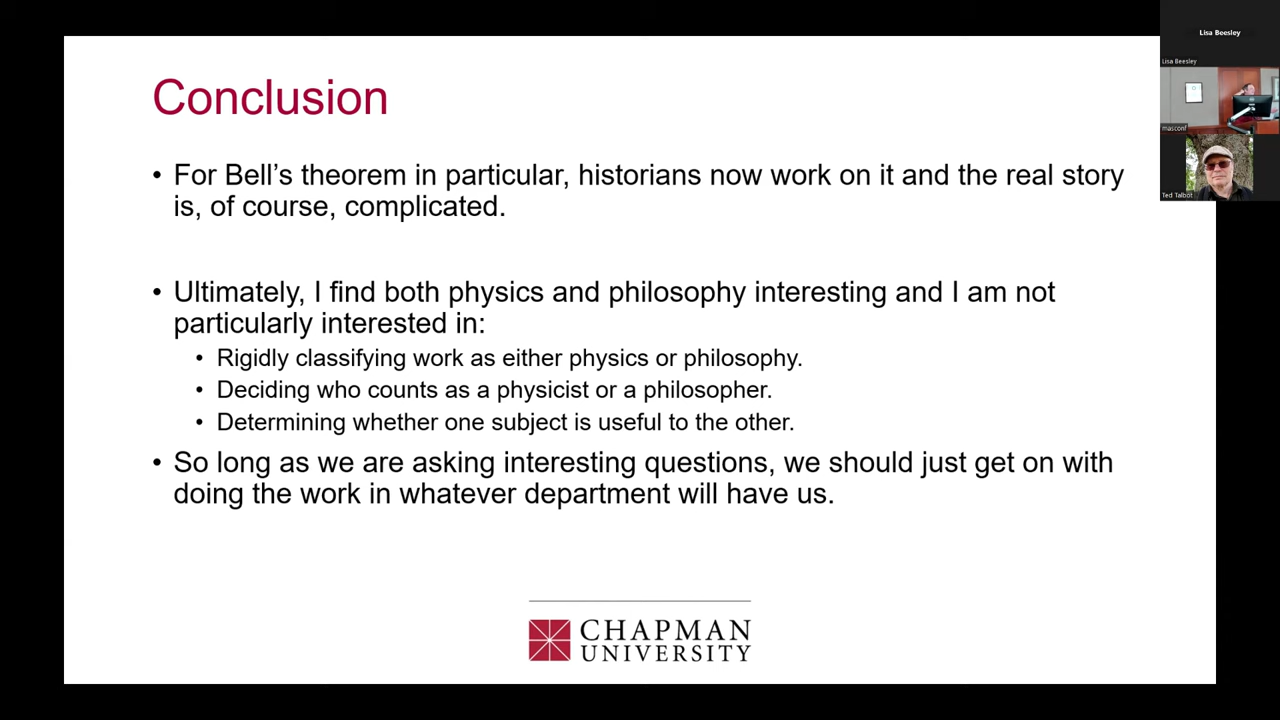 Lisa Beesley
Lisa Beesley
masconf
Ted Talbot
Conclusion
• For Bell’s theorem in particular, historians now work on it and the real story
is, of course, complicated.
• Ultimately, I find both physics and philosophy interesting and I am not
particularly interested in:
• Rigidly classifying work as either physics or philosophy.
• Deciding who counts as a physicist or a philosopher.
• Determining whether one subject is useful to the other.
• So long as we are asking interesting questions, we should just get on with
doing the work in whatever department will have us.
CHAPMAN
UNIVERSITY